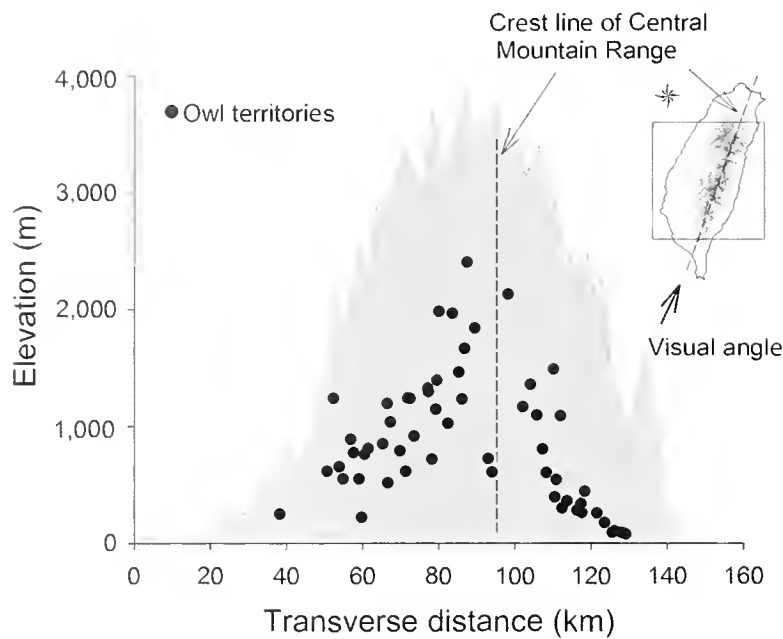 Crest line of Central
Mountain Range
4,000
3,000
2,000
1,000
0
Elevation (m)
Owl territories
Visual angle
0 20 40 60 80 100 120 140 160
Transverse distance (km)